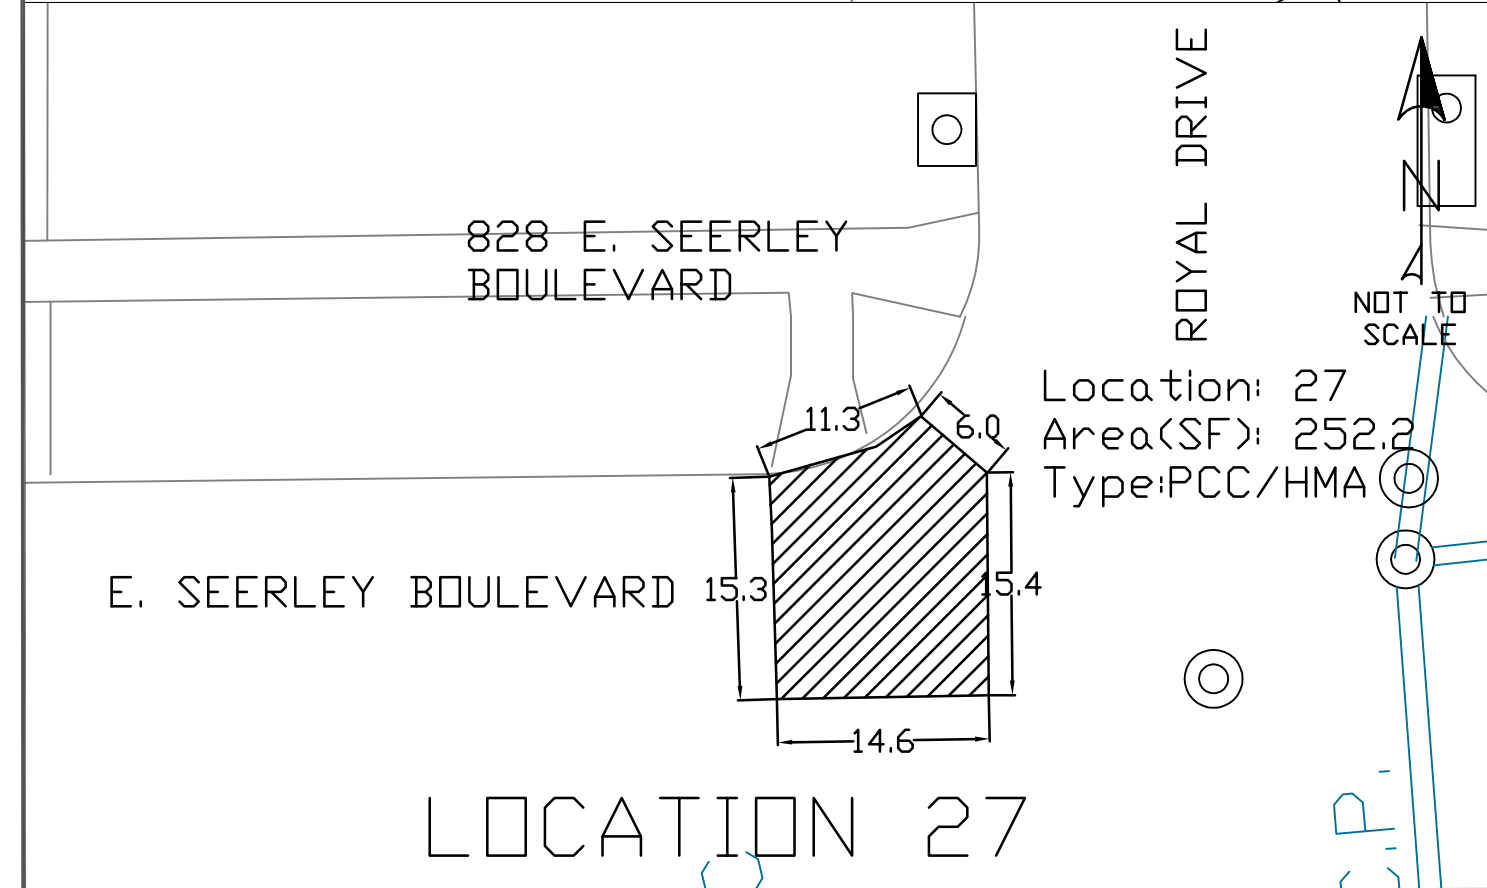 ROYAL DRIVE
N
828 E. SEERLEY
BOULEVARD
NOT TO
SCALE
Location: 27
Area(SF): 252.2
Type:PCC/HMA
11.3
6.0
E. SEERLEY BOULEVARD
15.3
15.4
14.6
LOCATION 27